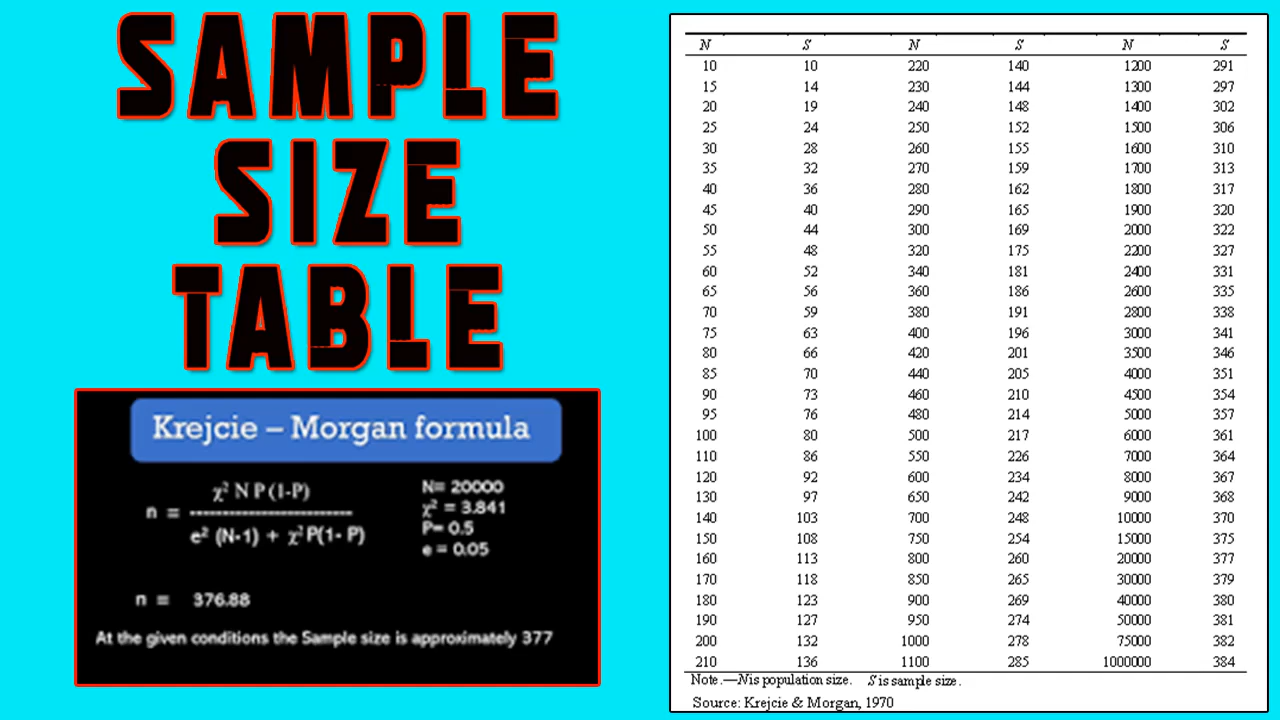 SAMPLE
SIZE
TABLE
Krejcie – Morgan formula
χ² N P (1-P)
n = ------------------------
e² (N-1) + χ² P(1- P)
N= 20000
χ² = 3.841
P= 0.5
e = 0.05
n = 376.88
At the given conditions the Sample size is approximately 377
N S N S N S
10 10 220 140 1200 291
15 14 230 144 1300 297
20 19 240 148 1400 302
25 24 250 152 1500 306
30 28 260 155 1600 310
35 32 270 159 1700 313
40 36 280 162 1800 317
45 40 290 165 1900 320
50 44 300 169 2000 322
55 48 320 175 2200 327
60 52 340 181 2400 331
65 56 360 186 2600 335
70 59 380 191 2800 338
75 63 400 196 3000 341
80 66 420 201 3500 346
85 70 440 205 4000 351
90 73 460 210 4500 354
95 76 480 214 5000 357
100 80 500 217 6000 361
110 86 550 226 7000 364
120 92 600 234 8000 367
130 97 650 242 9000 368
140 103 700 248 10000 370
150 108 750 254 15000 375
160 113 800 260 20000 377
170 118 850 265 30000 379
180 123 900 269 40000 380
190 127 950 274 50000 381
200 132 1000 278 75000 382
210 136 1100 285 1000000 384
Note.—N is population size. S is sample size.
Source: Krejcie & Morgan, 1970